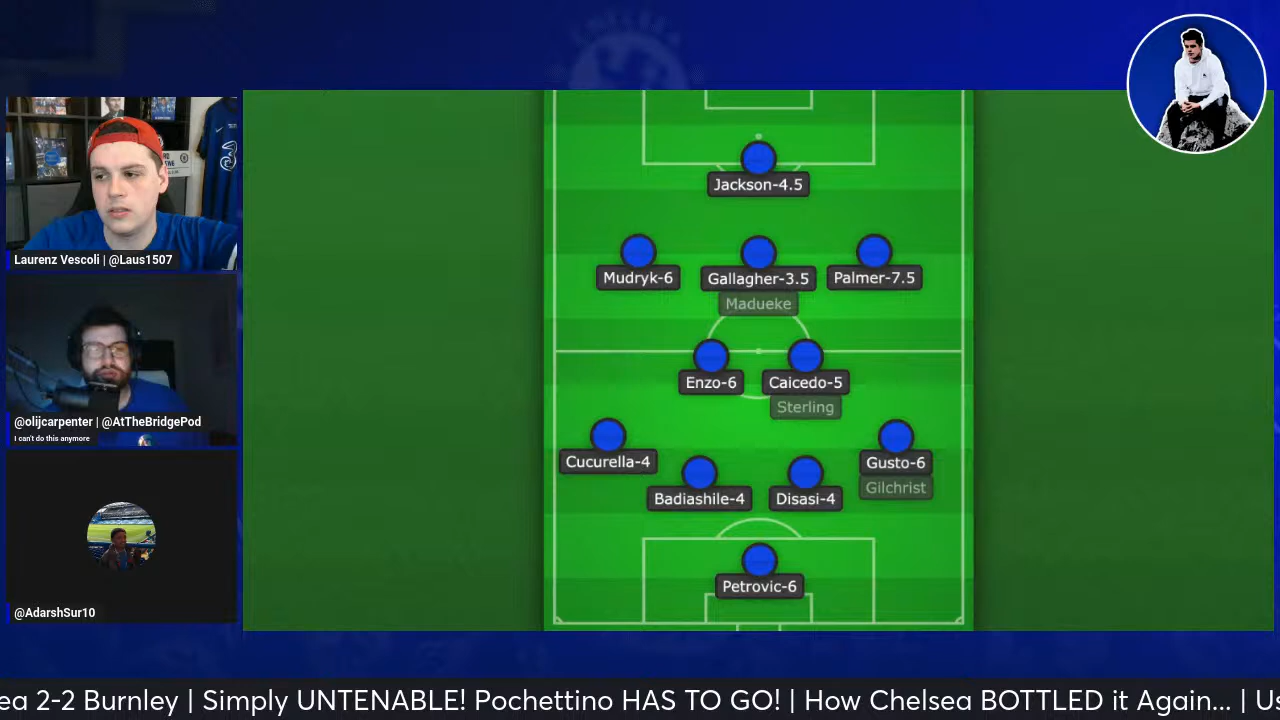 Laurenz Vescoli | @Laus1507
@olijcarpenter | @AtTheBridgePod
I can't do this anymore
@AdarshSur10
Jackson-4.5
Mudryk-6
Gallagher-3.5
Palmer-7.5
Madueke
Enzo-6
Caicedo-5
Sterling
Cucurella-4
Gusto-6
Gilchrist
Badiashile-4
Disasi-4
Petrovic-6
ea 2-2 Burnley | Simply UNTENABLE! Pochettino HAS TO GO! | How Chelsea BOTTLED it Again... | Us